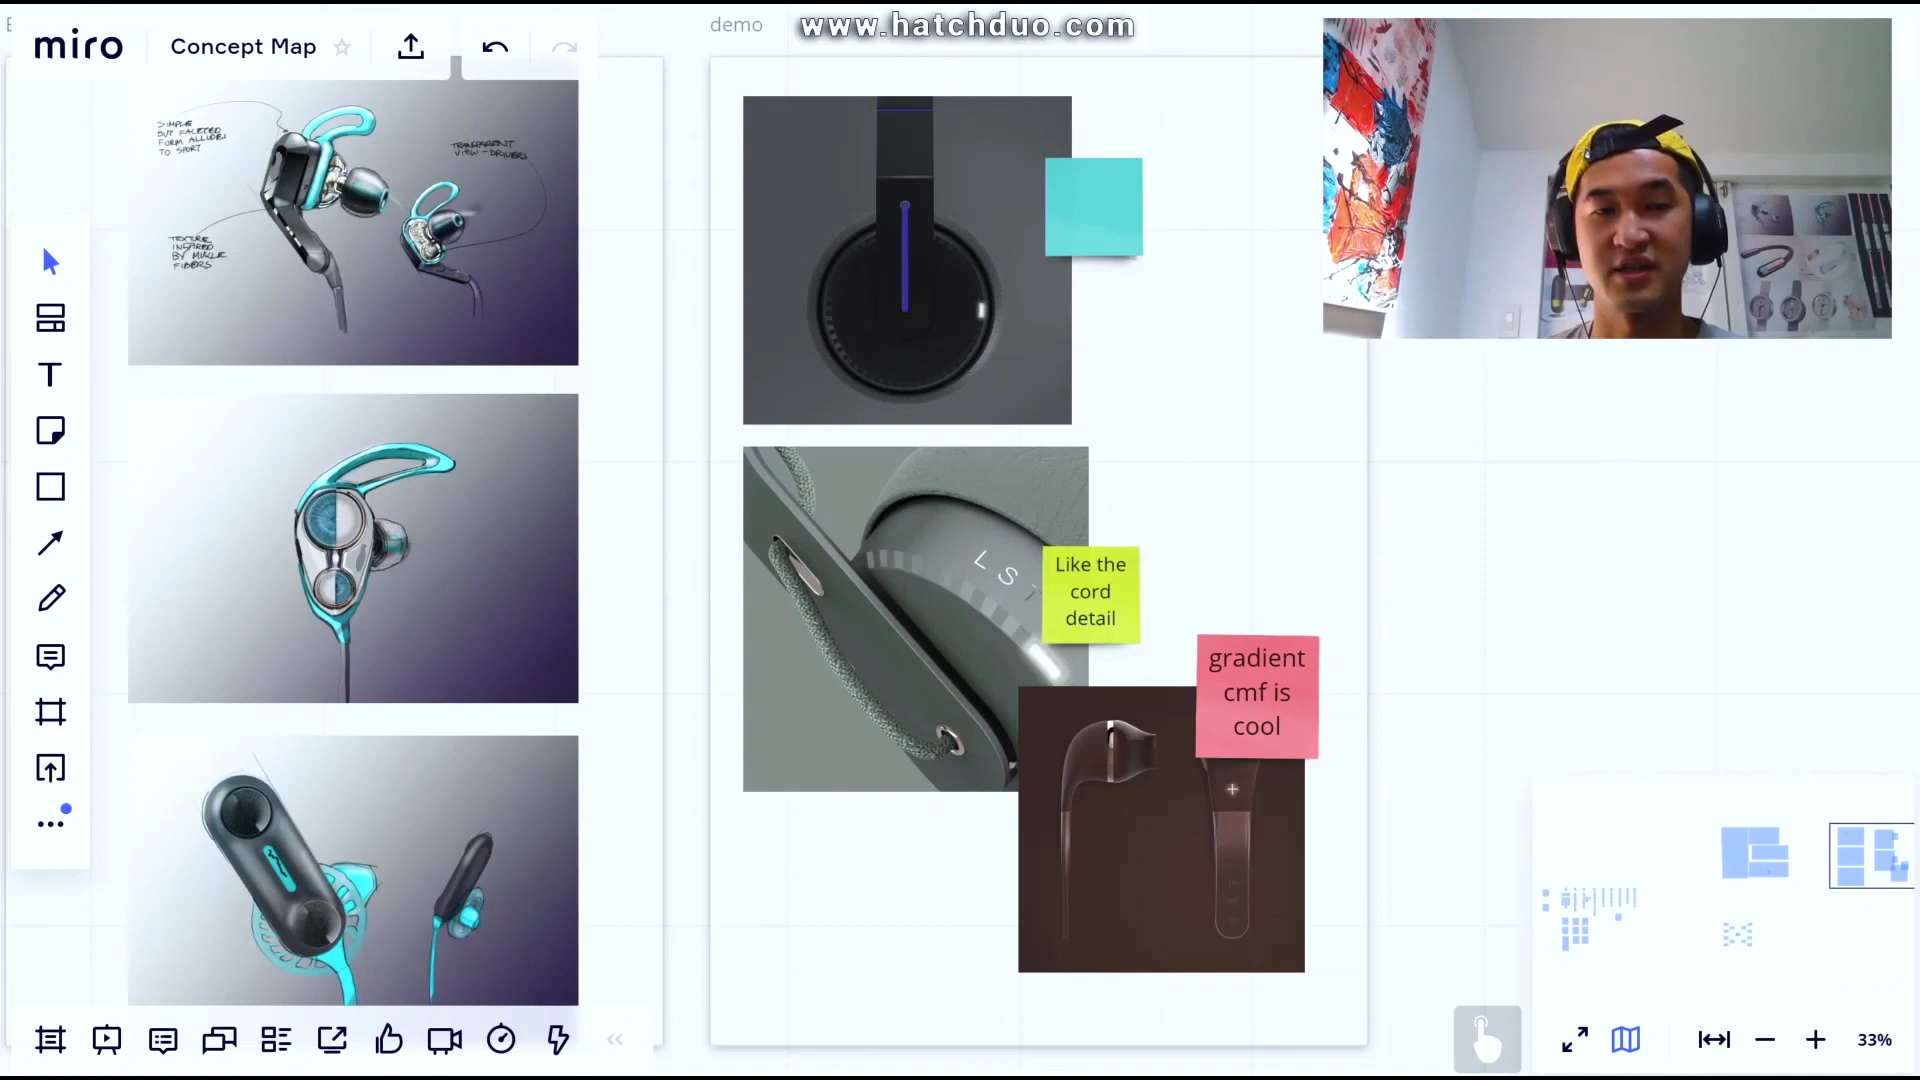 demo
www.hatchduo.com
miro
Concept Map
SIMPLE
BUT FACETED
FORM ALLUDES
TO SPORT
TRANSPARENT
VIEW - DRIVERS
TEXTURE
INSPIRED
BY MUSCLE
FIBERS
T
L S T
Like the
cord
detail
gradient
cmf is
cool
33%